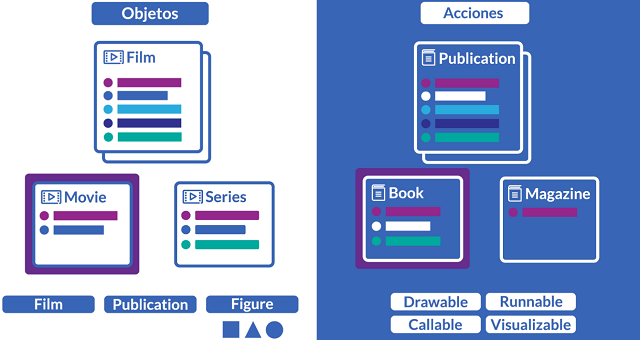 Objetos
Film
Movie
Series
Film
Publication
Figure
Acciones
Publication
Book
Magazine
Drawable
Runnable
Callable
Visualizable